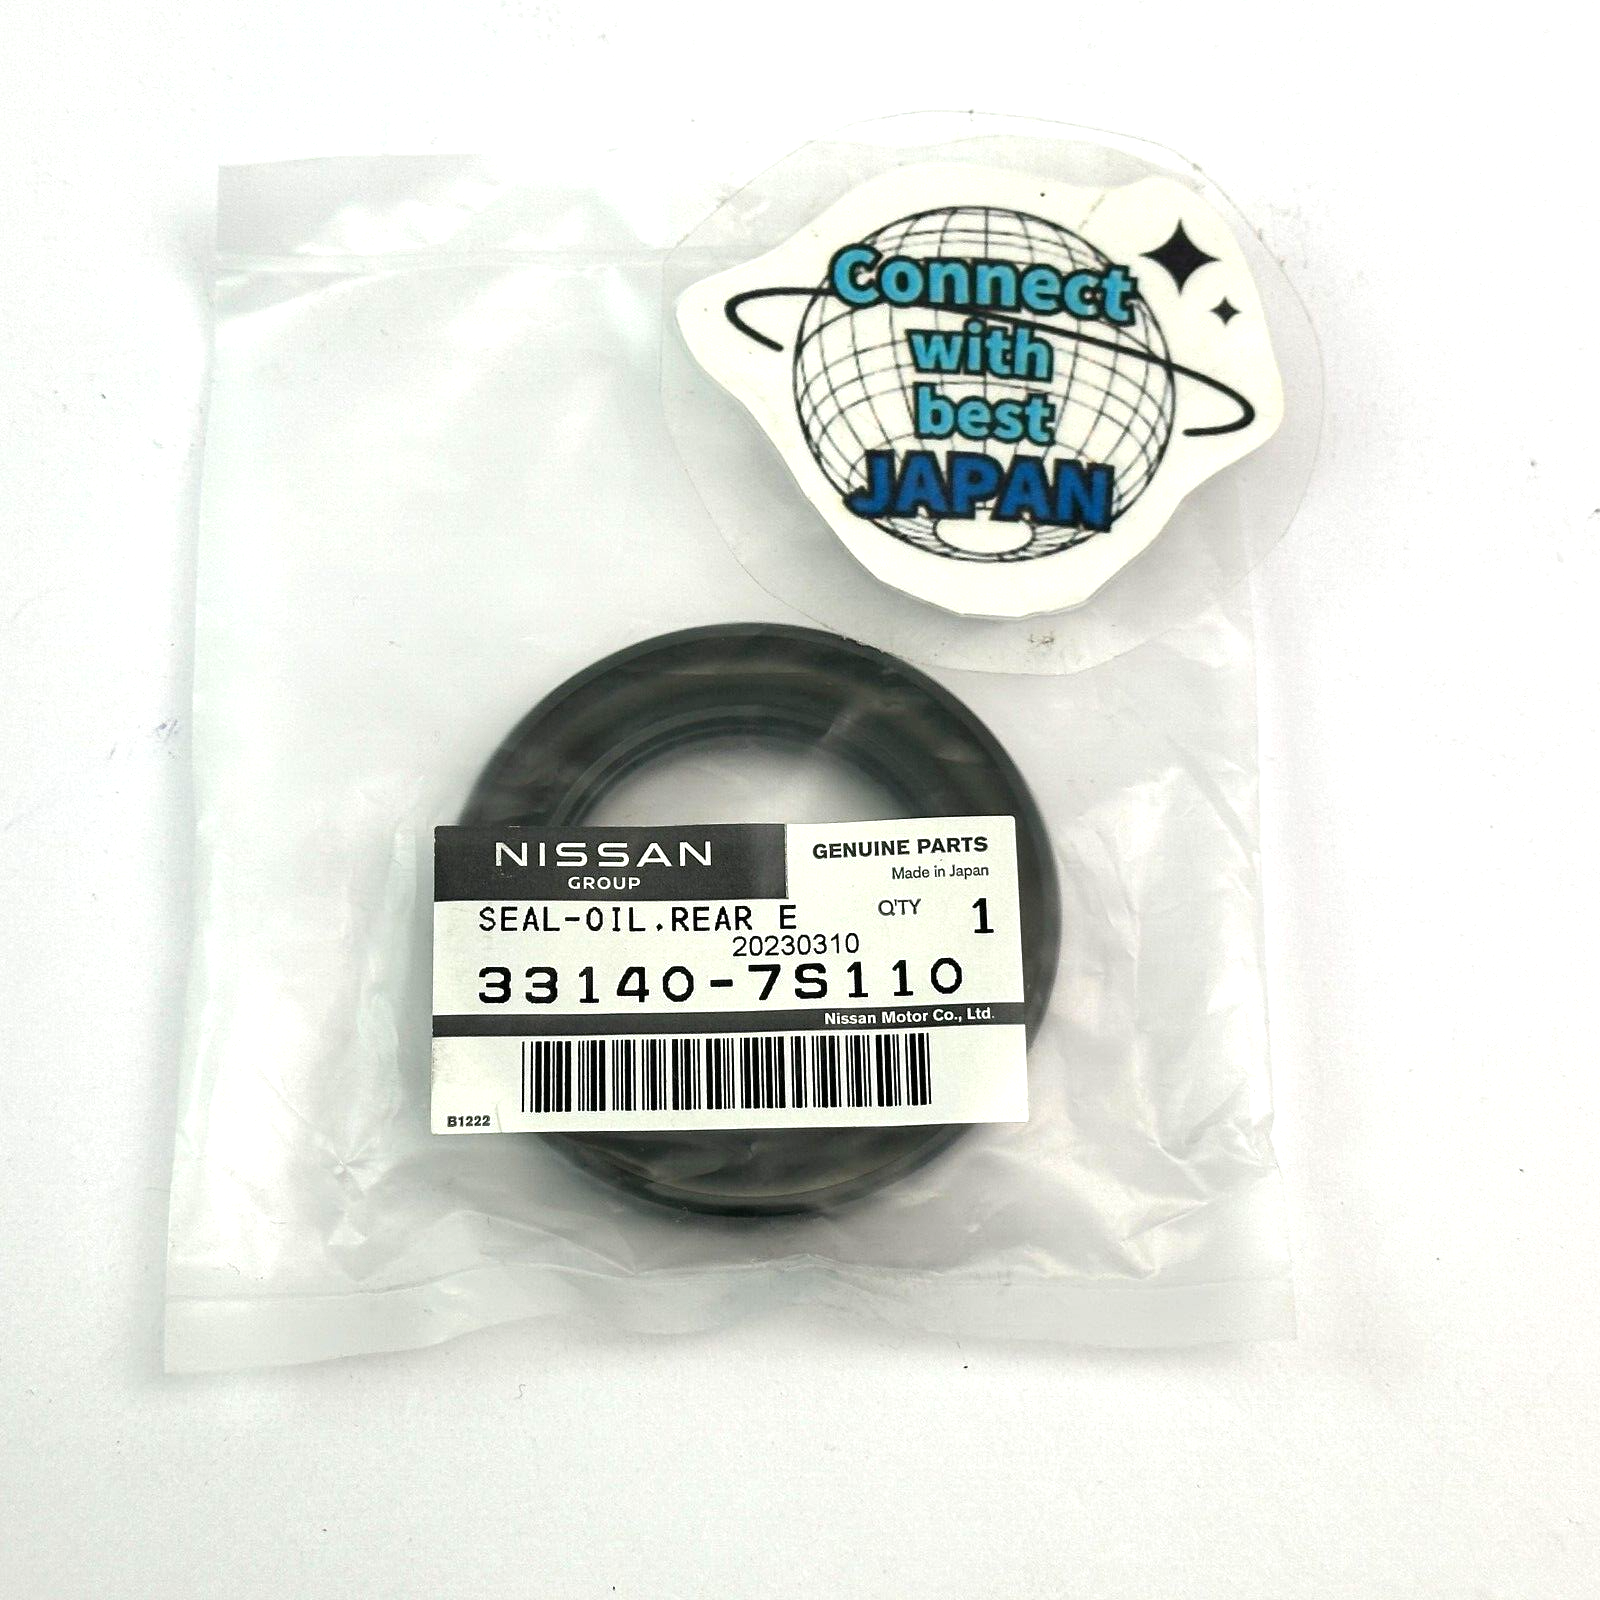 Connect
with
best
JAPAN
NISSAN
GROUP
GENUINE PARTS
Made in Japan
SEAL-OIL,REAR E
Q'TY 1
20230310
33140-7S110
Nissan Motor Co., Ltd.
B1222